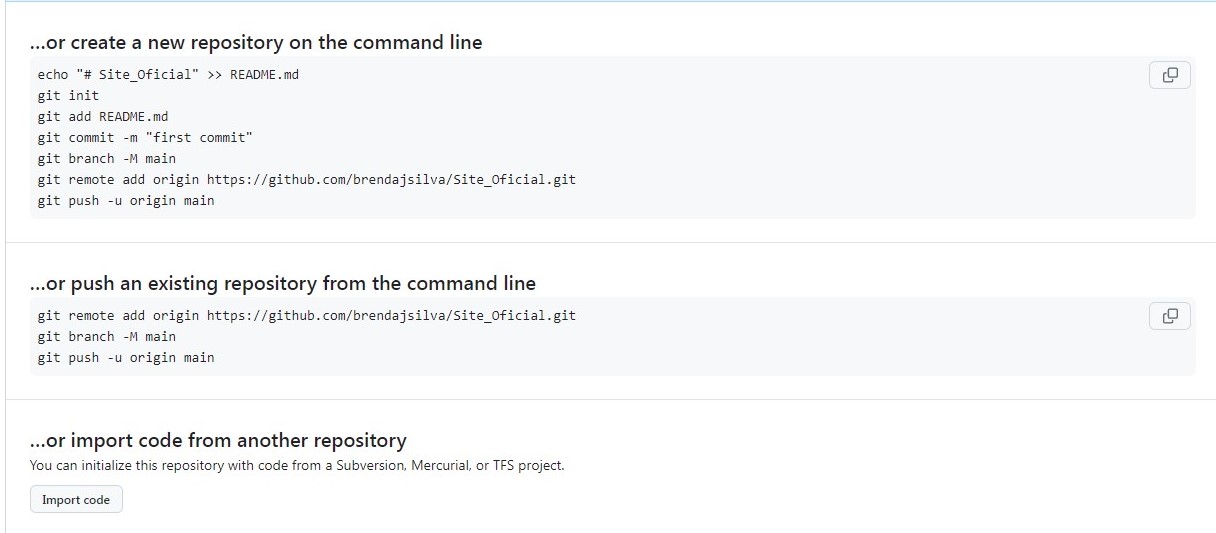 ...or create a new repository on the command line
echo "# Site_Oficial" >> README.md
git init
git add README.md
git commit -m "first commit"
git branch -M main
git remote add origin https://github.com/brendajsilva/Site_Oficial.git
git push -u origin main
...or push an existing repository from the command line
git remote add origin https://github.com/brendajsilva/Site_Oficial.git
git branch -M main
git push -u origin main
...or import code from another repository
You can initialize this repository with code from a Subversion, Mercurial, or TFS project.
Import code